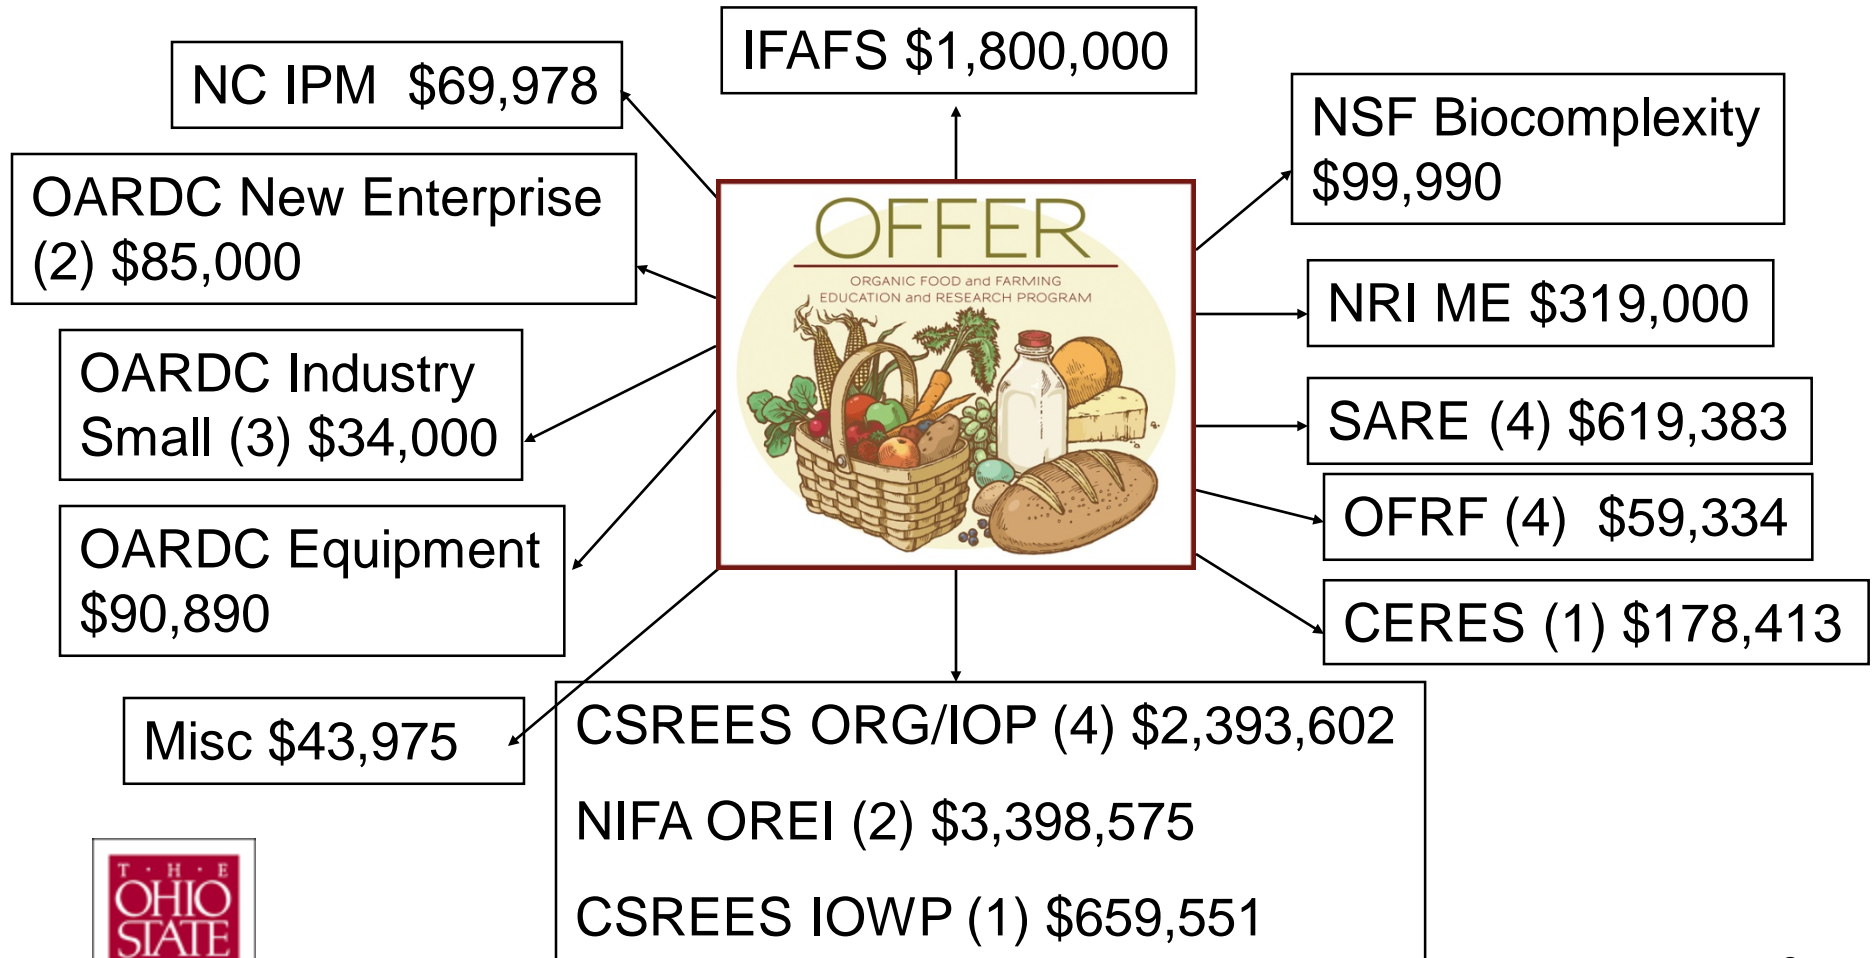 IFAFS $1,800,000
NC IPM  $69,978
NSF Biocomplexity
$99,990
OARDC New Enterprise
(2) $85,000
OFFER
ORGANIC FOOD and FARMING
EDUCATION and RESEARCH PROGRAM
NRI ME $319,000
OARDC Industry
Small (3) $34,000
SARE (4) $619,383
OFRF (4)  $59,334
OARDC Equipment
$90,890
CERES (1) $178,413
Misc $43,975
CSREES ORG/IOP (4) $2,393,602
NIFA OREI (2) $3,398,575
CSREES IOWP (1) $659,551
T·H·E
OHIO
STATE